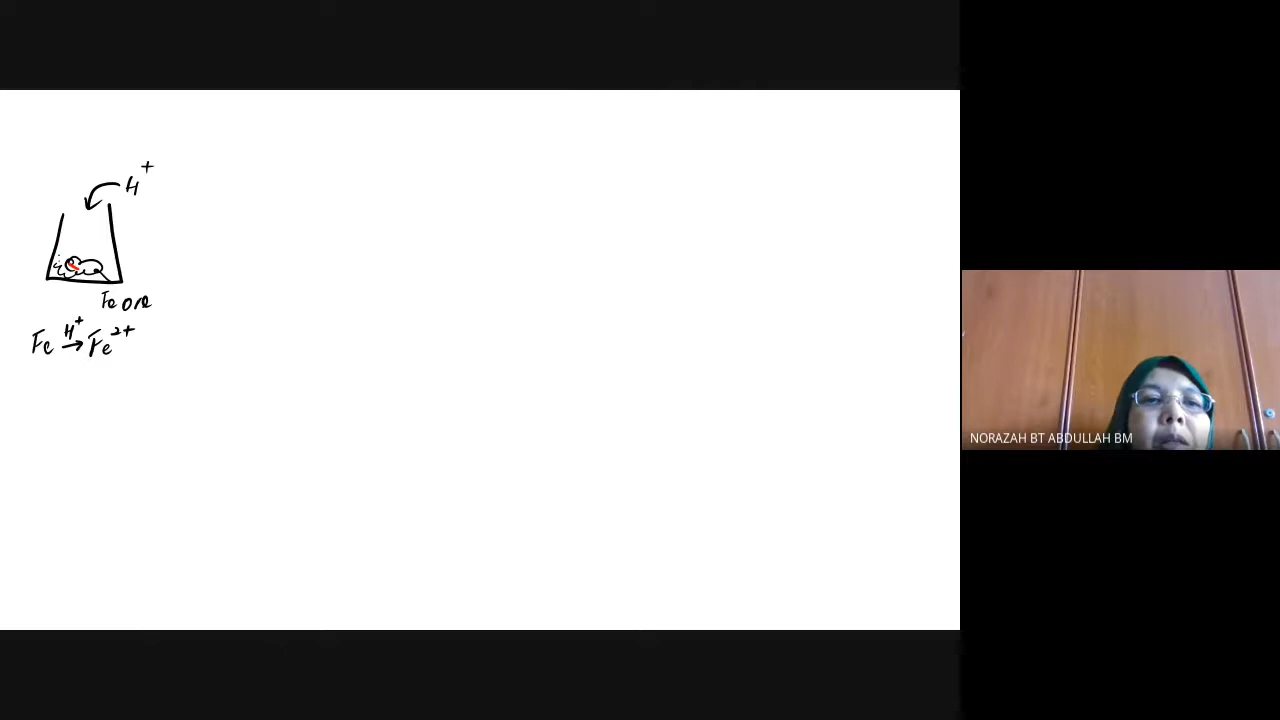 H⁺
Fe ore
Fe H⁺→ Fe²⁺
NORAZAH BT ABDULLAH BM